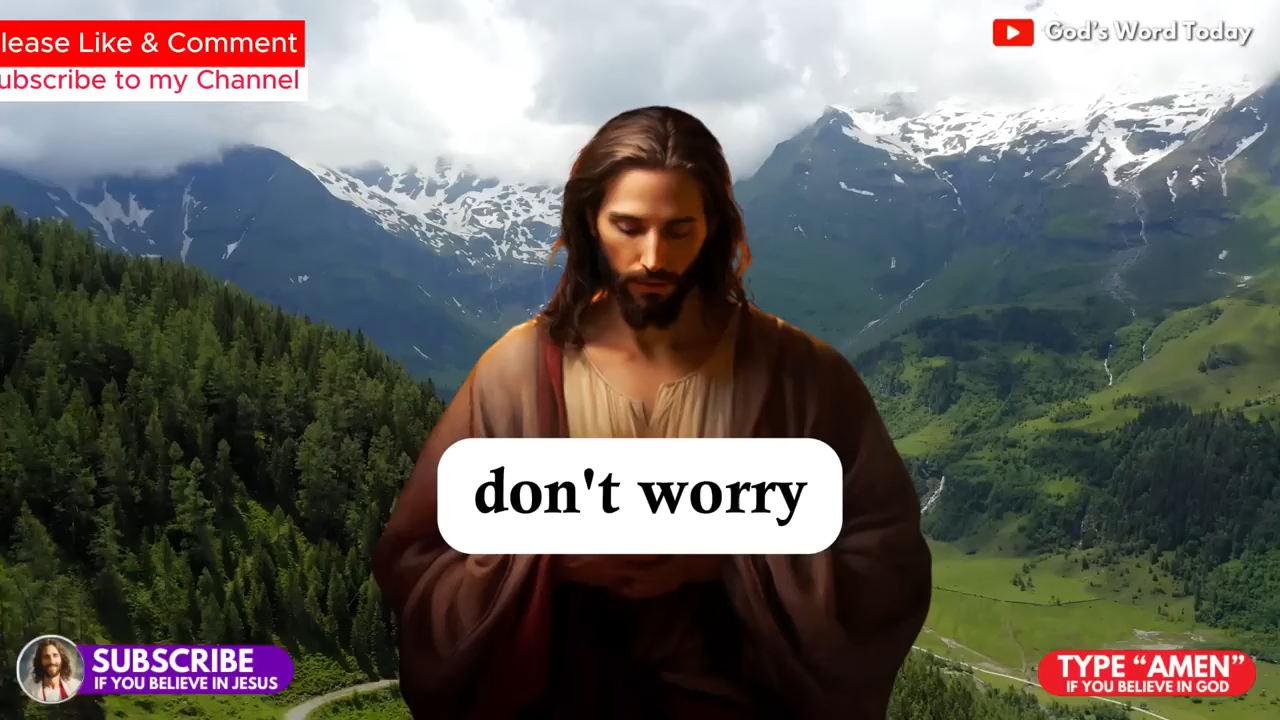 lease Like & Comment
ubscribe to my Channel
God's Word Today
don't worry
SUBSCRIBE
IF YOU BELIEVE IN JESUS
TYPE “AMEN”
IF YOU BELIEVE IN GOD